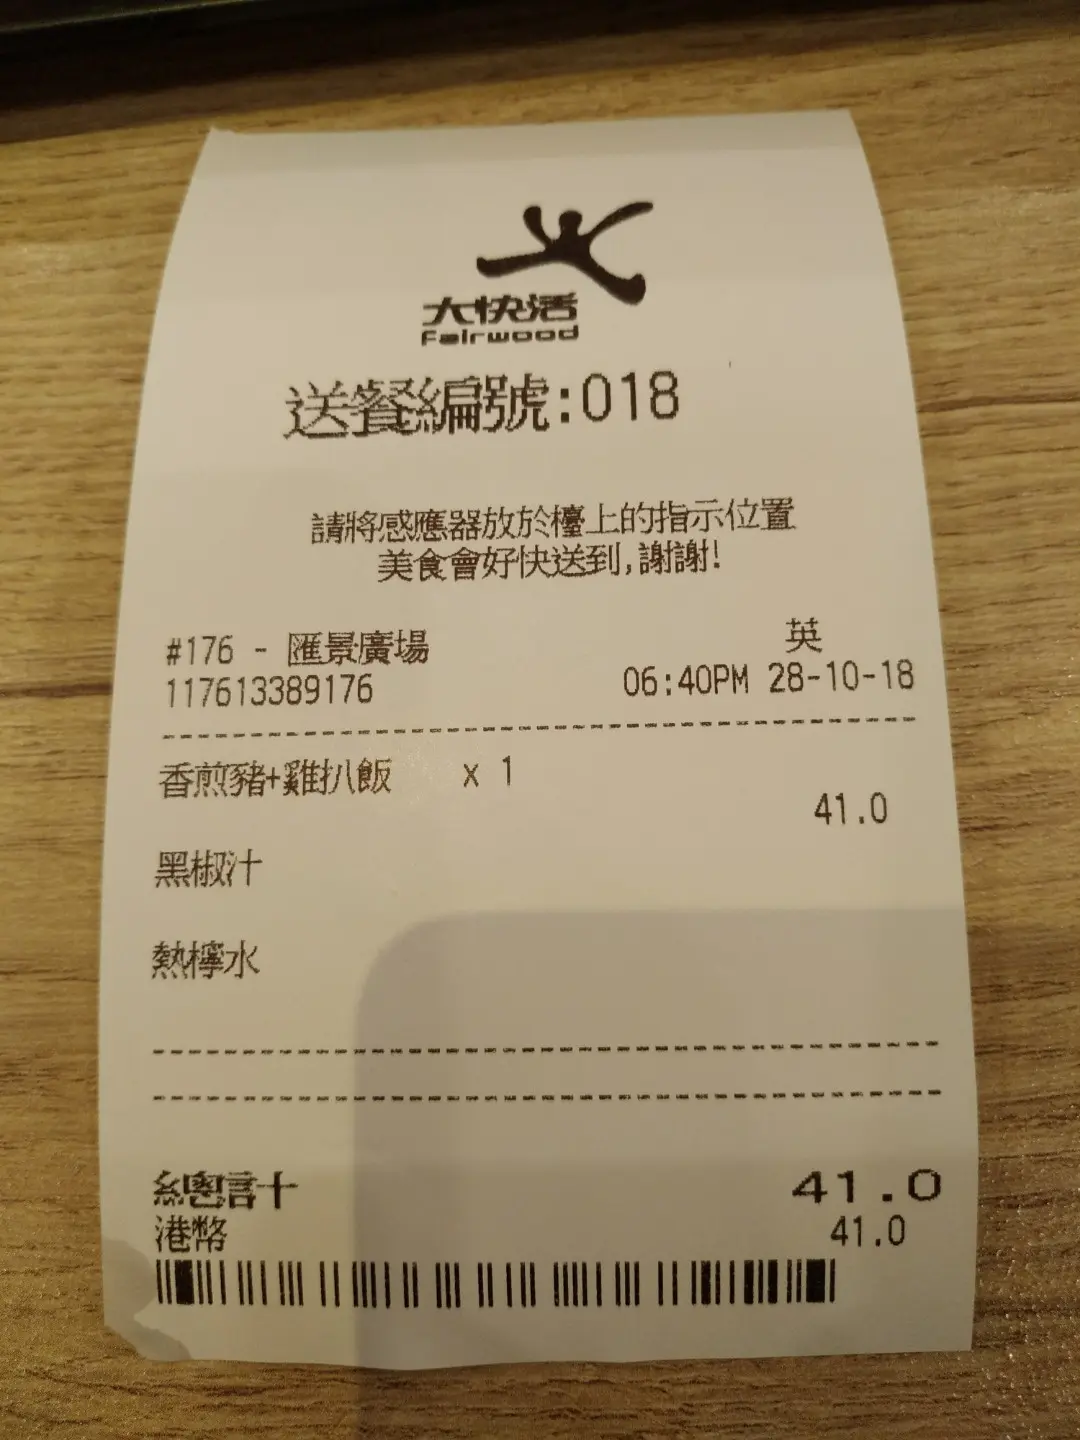 大快活
Fairwood
送餐編號:018
請將感應器放於檯上的指示位置
美食會好快送到,謝謝!
#176 - 匯景廣場 英
117613389176 06:40PM 28-10-18
香煎豬+雞扒飯 x 1
41.0
黑椒汁
熱檸水
總計 41.0
港幣 41.0